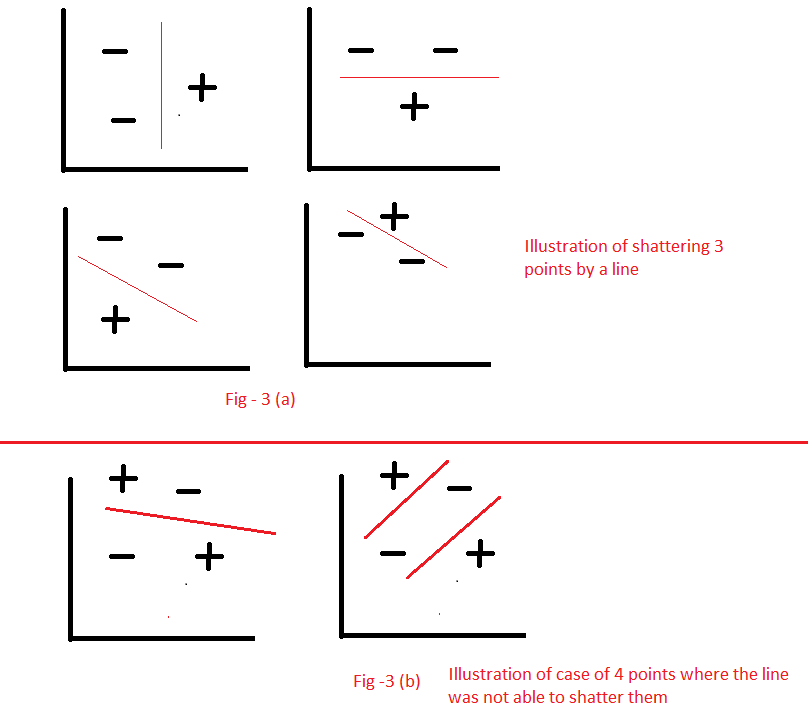 Illustration of shattering 3
points by a line
Fig - 3 (a)
Fig -3 (b)
Illustration of case of 4 points where the line
was not able to shatter them